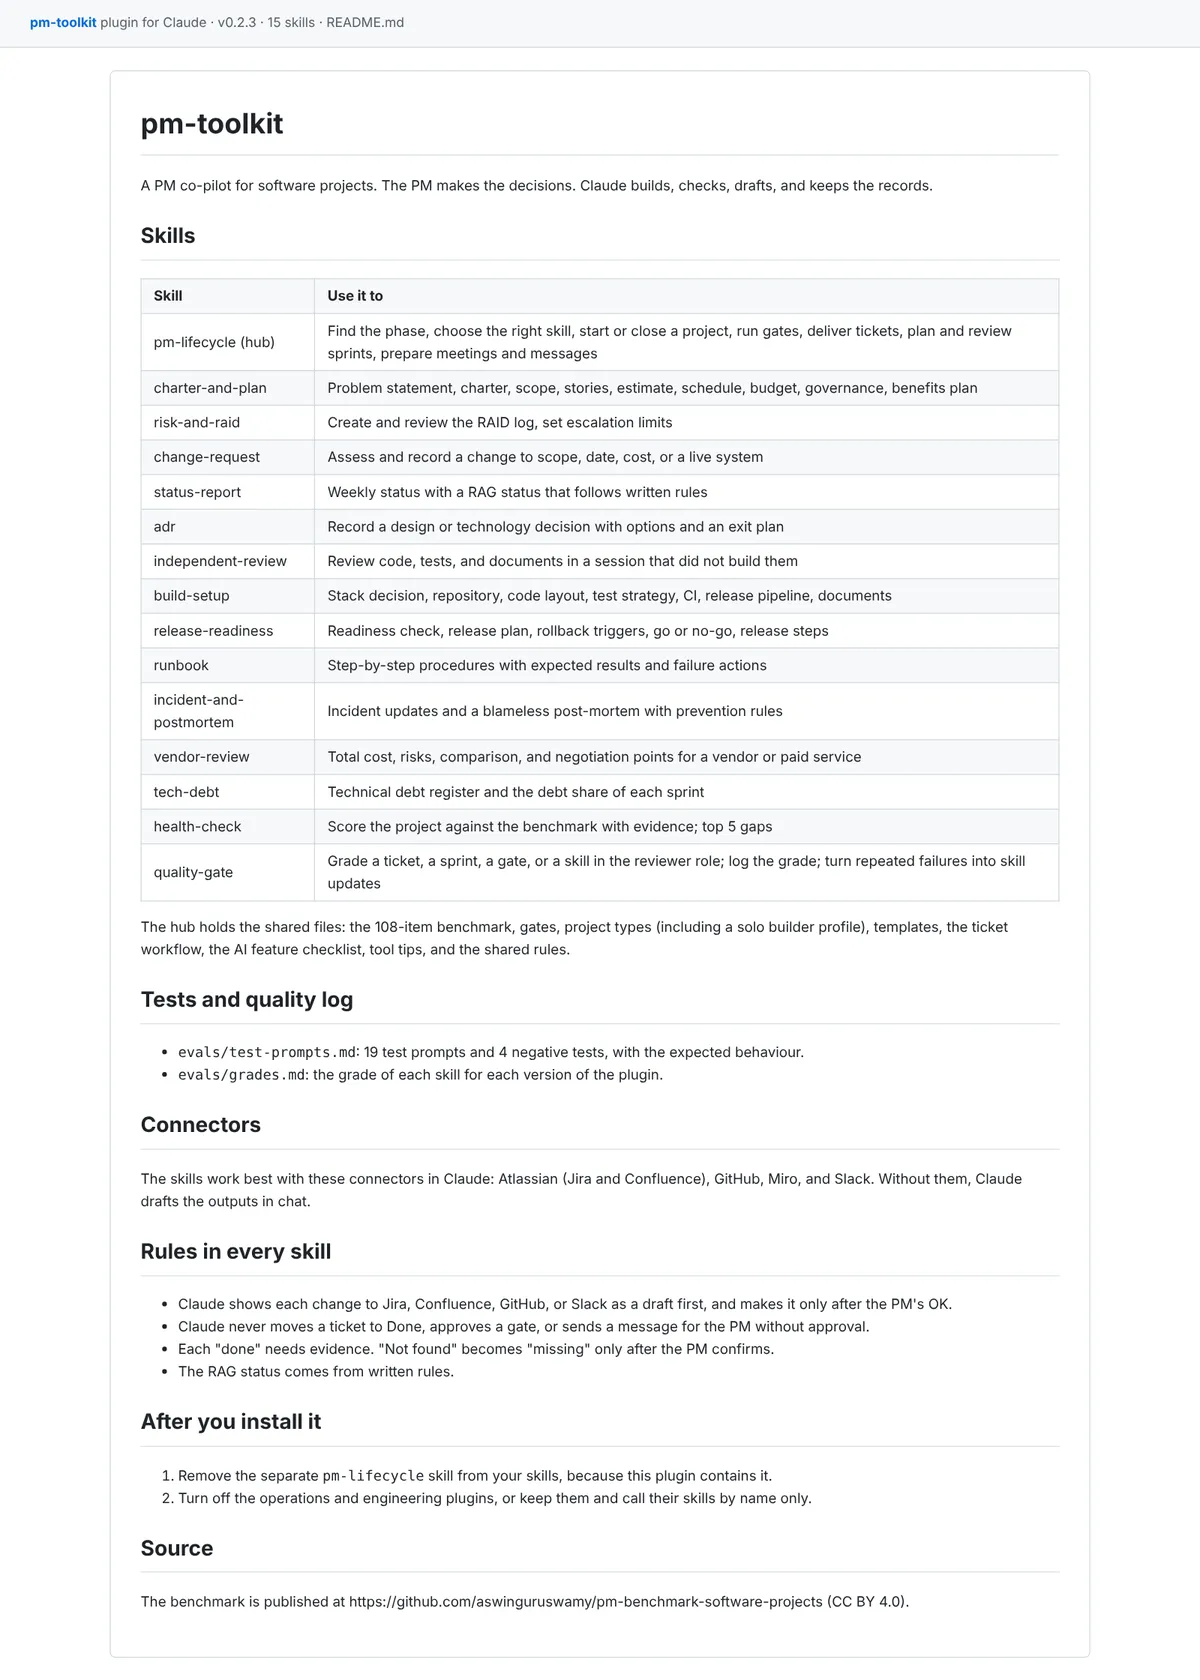 pm-toolkit plugin for Claude · v0.2.3 · 15 skills · README.md
pm-toolkit
A PM co-pilot for software projects. The PM makes the decisions. Claude builds, checks, drafts, and keeps the records.
Skills
Skill Use it to
pm-lifecycle (hub) Find the phase, choose the right skill, start or close a project, run gates, deliver tickets, plan and review
sprints, prepare meetings and messages
charter-and-plan Problem statement, charter, scope, stories, estimate, schedule, budget, governance, benefits plan
risk-and-raid Create and review the RAID log, set escalation limits
change-request Assess and record a change to scope, date, cost, or a live system
status-report Weekly status with a RAG status that follows written rules
adr Record a design or technology decision with options and an exit plan
independent-review Review code, tests, and documents in a session that did not build them
build-setup Stack decision, repository, code layout, test strategy, CI, release pipeline, documents
release-readiness Readiness check, release plan, rollback triggers, go or no-go, release steps
runbook Step-by-step procedures with expected results and failure actions
incident-and-
postmortem Incident updates and a blameless post-mortem with prevention rules
vendor-review Total cost, risks, comparison, and negotiation points for a vendor or paid service
tech-debt Technical debt register and the debt share of each sprint
health-check Score the project against the benchmark with evidence; top 5 gaps
quality-gate Grade a ticket, a sprint, a gate, or a skill in the reviewer role; log the grade; turn repeated failures into skill
updates
The hub holds the shared files: the 108-item benchmark, gates, project types (including a solo builder profile), templates, the ticket
workflow, the AI feature checklist, tool tips, and the shared rules.
Tests and quality log
• evals/test-prompts.md: 19 test prompts and 4 negative tests, with the expected behaviour.
• evals/grades.md: the grade of each skill for each version of the plugin.
Connectors
The skills work best with these connectors in Claude: Atlassian (Jira and Confluence), GitHub, Miro, and Slack. Without them, Claude
drafts the outputs in chat.
Rules in every skill
• Claude shows each change to Jira, Confluence, GitHub, or Slack as a draft first, and makes it only after the PM's OK.
• Claude never moves a ticket to Done, approves a gate, or sends a message for the PM without approval.
• Each "done" needs evidence. "Not found" becomes "missing" only after the PM confirms.
• The RAG status comes from written rules.
After you install it
1. Remove the separate pm-lifecycle skill from your skills, because this plugin contains it.
2. Turn off the operations and engineering plugins, or keep them and call their skills by name only.
Source
The benchmark is published at https://github.com/aswinguruswamy/pm-benchmark-software-projects (CC BY 4.0).